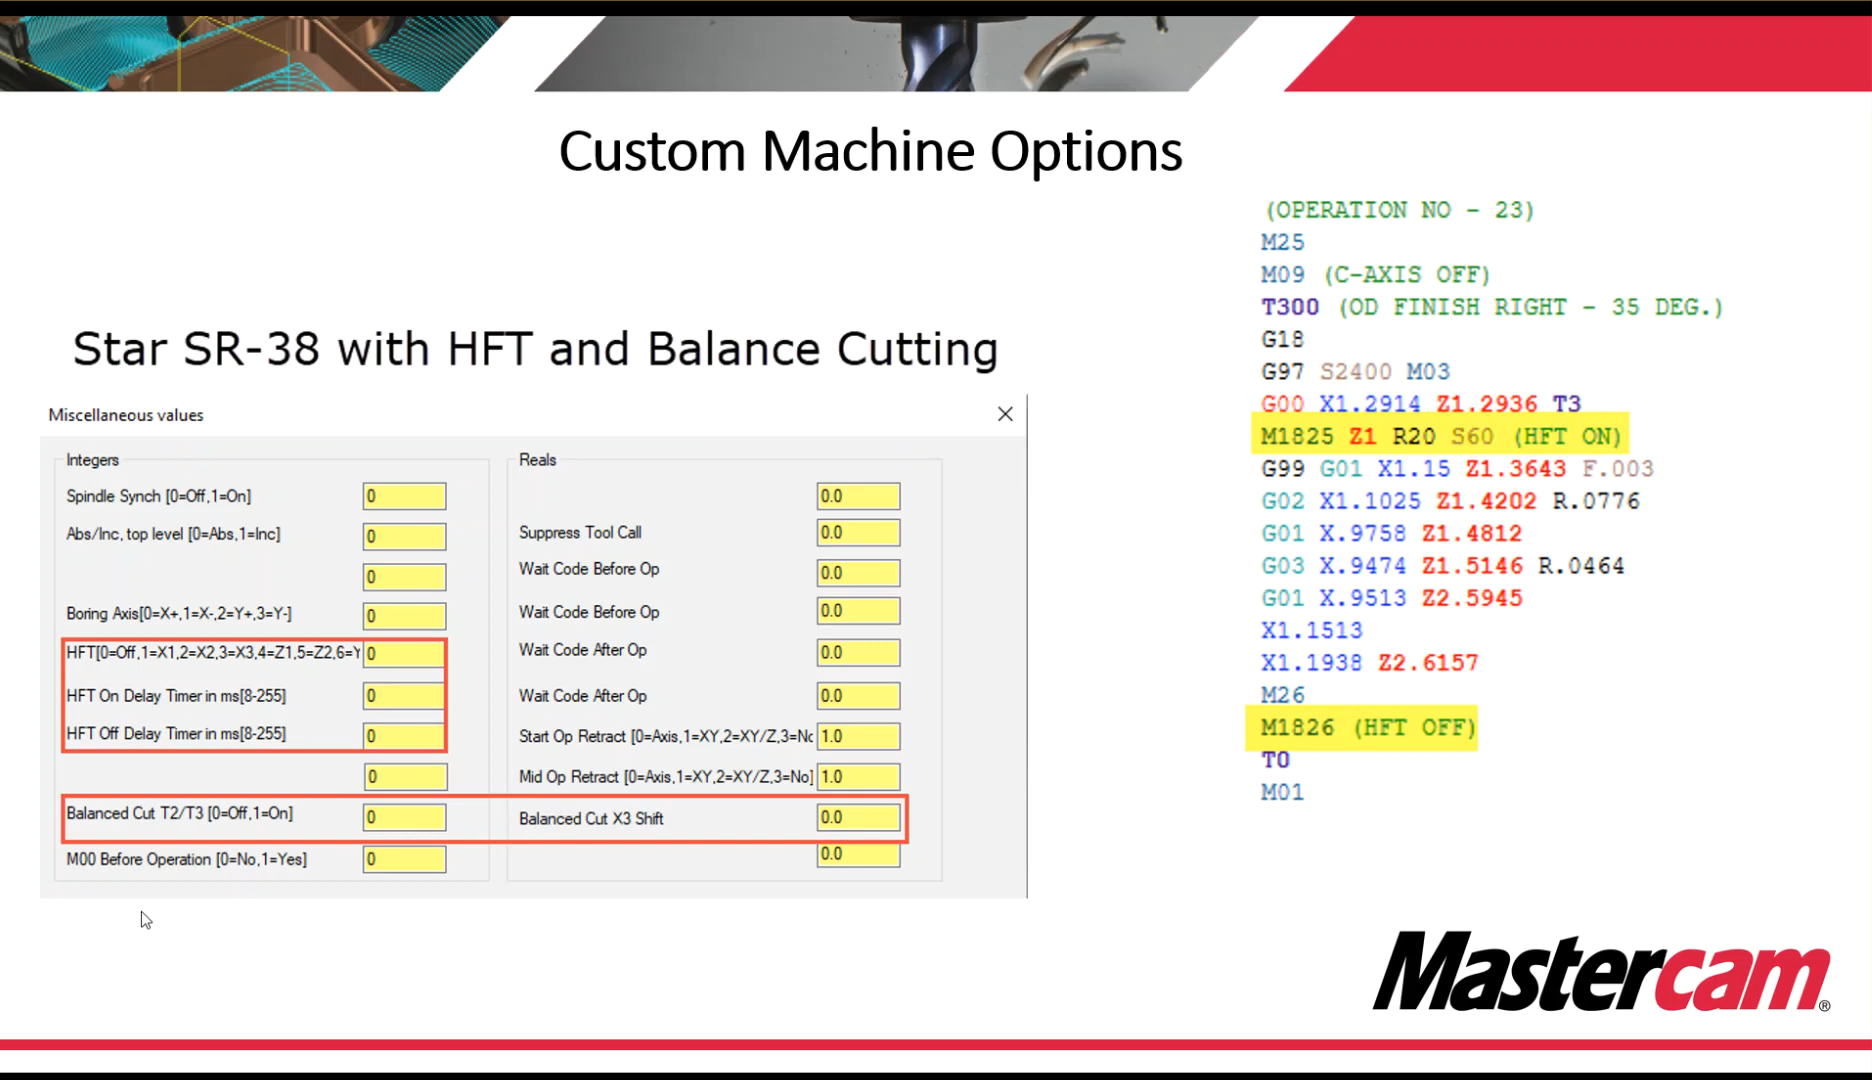 Custom Machine Options
Star SR-38 with HFT and Balance Cutting
Miscellaneous values
Integers
Spindle Synch [0=Off,1=On] 0
Abs/Inc, top level [0=Abs,1=Inc] 0
0
Boring Axis[0=X+,1=X-,2=Y+,3=Y-] 0
HFT[0=Off,1=X1,2=X2,3=X3,4=Z1,5=Z2,6=Y 0
HFT On Delay Timer in ms[8-255] 0
HFT Off Delay Timer in ms[8-255] 0
0
Balanced Cut T2/T3 [0=Off,1=On] 0
M00 Before Operation [0=No,1=Yes] 0
Reals
0.0
Suppress Tool Call 0.0
Wait Code Before Op 0.0
Wait Code Before Op 0.0
Wait Code After Op 0.0
Wait Code After Op 0.0
Start Op Retract [0=Axis,1=XY,2=XY/Z,3=No 1.0
Mid Op Retract [0=Axis,1=XY,2=XY/Z,3=No] 1.0
Balanced Cut X3 Shift 0.0
0.0
(OPERATION NO - 23)
M25
M09 (C-AXIS OFF)
T300 (OD FINISH RIGHT - 35 DEG.)
G18
G97 S2400 M03
G00 X1.2914 Z1.2936 T3
M1825 Z1 R20 S60 (HFT ON)
G99 G01 X1.15 Z1.3643 F.003
G02 X1.1025 Z1.4202 R.0776
G01 X.9758 Z1.4812
G03 X.9474 Z1.5146 R.0464
G01 X.9513 Z2.5945
X1.1513
X1.1938 Z2.6157
M26
M1826 (HFT OFF)
T0
M01
Mastercam®